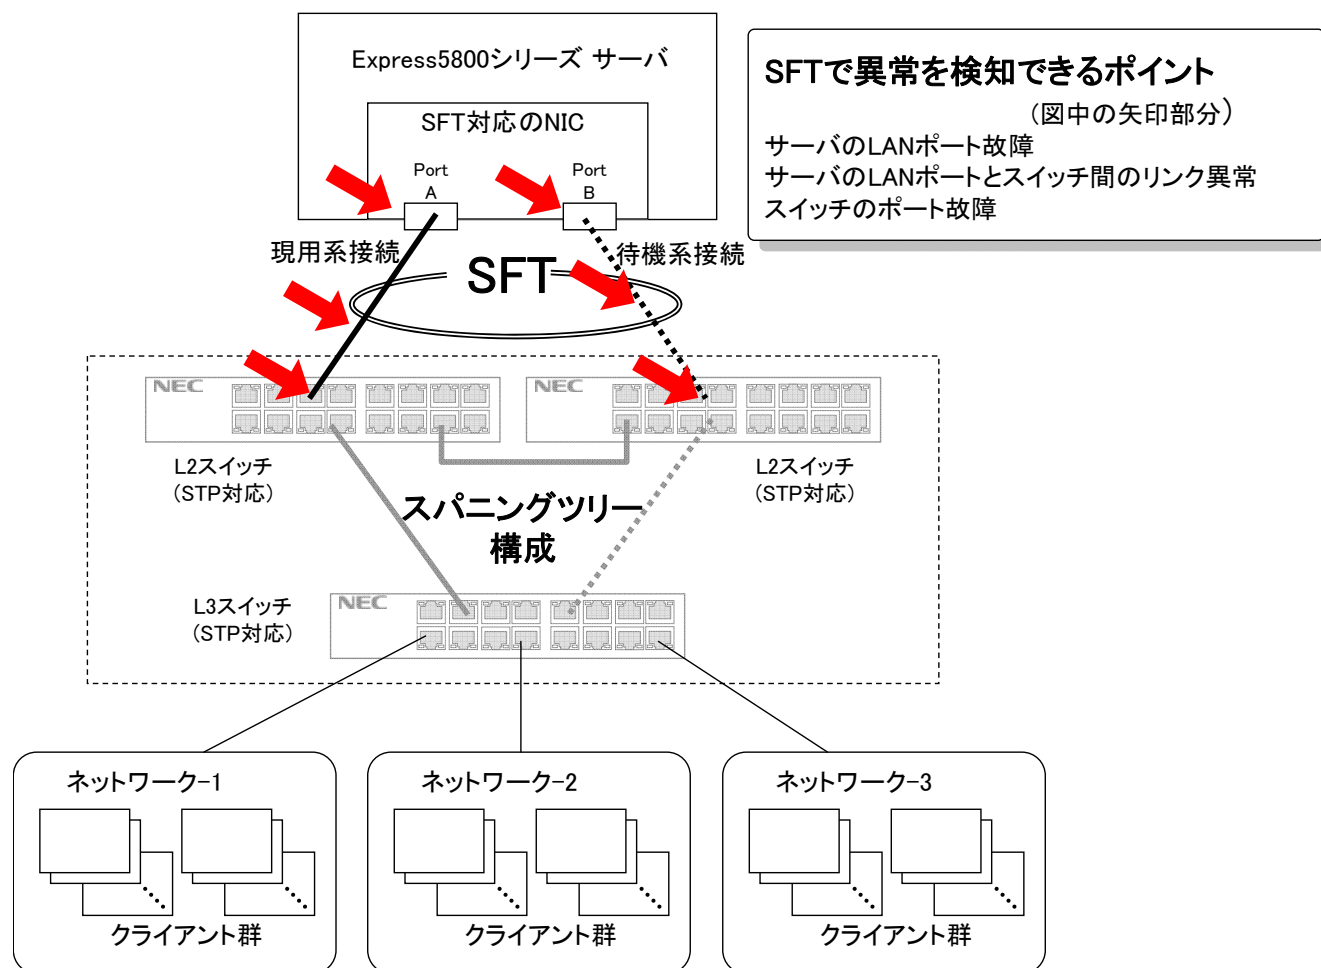 Express5800シリーズ サーバ
SFT対応のNIC
Port
A
Port
B
SFTで異常を検知できるポイント
(図中の矢印部分)
サーバのLANポート故障
サーバのLANポートとスイッチ間のリンク異常
スイッチのポート故障
現用系接続
SFT
待機系接続
NEC
NEC
L2スイッチ
(STP対応)
L2スイッチ
(STP対応)
スパニングツリー
構成
L3スイッチ
(STP対応)
NEC
ネットワーク-1
クライアント群
ネットワーク-2
クライアント群
ネットワーク-3
クライアント群